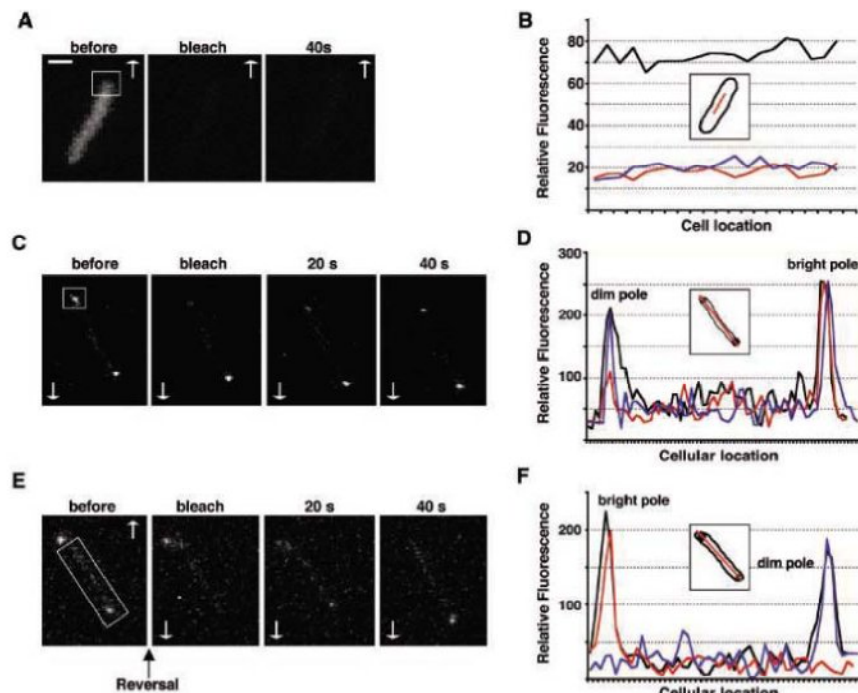 A
before bleach 40s
B
Relative Fluorescence
80
60
40
20
0
Cell location
C
before bleach 20 s 40 s
D
Relative Fluorescence
300
200
100
dim pole
bright pole
Cellular location
E
before bleach 20 s 40 s
Reversal
F
Relative Fluorescence
200
100
bright pole
dim pole
Cellular location